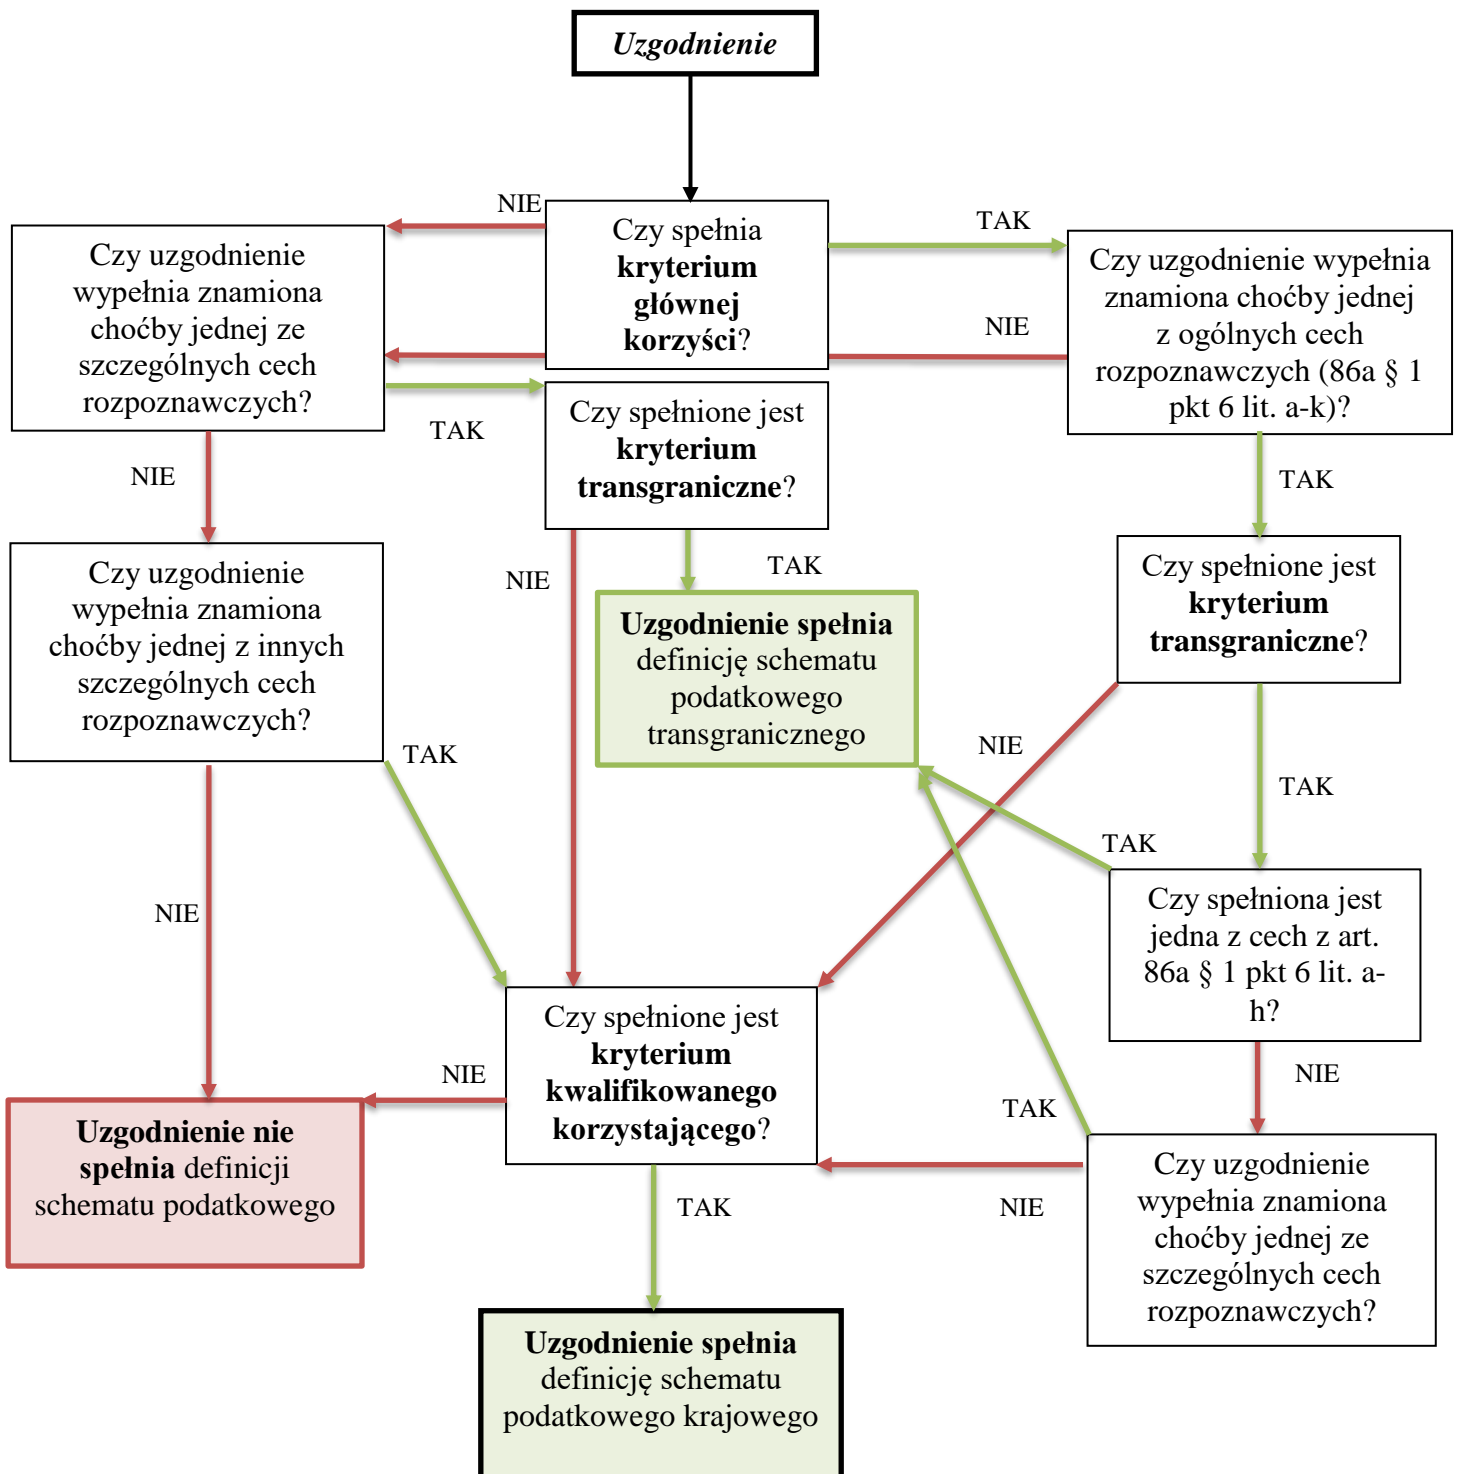 Uzgodnienie
NIE
TAK
Czy spełnia
kryterium
głównej
korzyści?
Czy uzgodnienie
wypełnia znamiona
choćby jednej ze
szczególnych cech
rozpoznawczych?
Czy uzgodnienie wypełnia
znamiona choćby jednej
z ogólnych cech
rozpoznawczych (86a § 1
pkt 6 lit. a-k)?
NIE
TAK
Czy spełnione jest
kryterium
transgraniczne?
NIE
TAK
NIE
TAK
Czy uzgodnienie
wypełnia znamiona
choćby jednej z innych
szczególnych cech
rozpoznawczych?
Uzgodnienie spełnia
definicję schematu
podatkowego
transgranicznego
Czy spełnione jest
kryterium
transgraniczne?
TAK
NIE
TAK
TAK
NIE
Czy spełniona jest
jedna z cech z art.
86a § 1 pkt 6 lit. a-
h?
Czy spełnione jest
kryterium
kwalifikowanego
korzystającego?
NIE
NIE
TAK
Uzgodnienie nie
spełnia definicji
schematu podatkowego
Czy uzgodnienie
wypełnia znamiona
choćby jednej ze
szczególnych cech
rozpoznawczych?
TAK
NIE
Uzgodnienie spełnia
definicję schematu
podatkowego krajowego